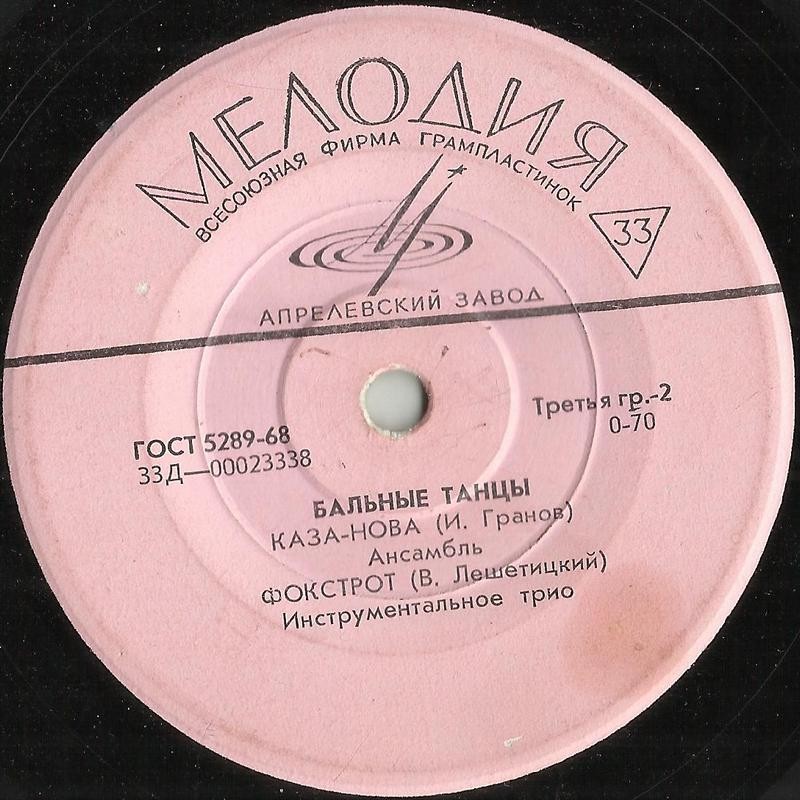 МЕЛОДИЯ
ВСЕСОЮЗНАЯ ФИРМА ГРАМПЛАСТИНОК
33
АПРЕЛЕВСКИЙ ЗАВОД
ГОСТ 5289-68
33Д—00023338
Третья гр.-2
0-70
БАЛЬНЫЕ ТАНЦЫ
КАЗА-НОВА (И. Гранов)
Ансамбль
ФОКСТРОТ (В. Лешетицкий)
Инструментальное трио